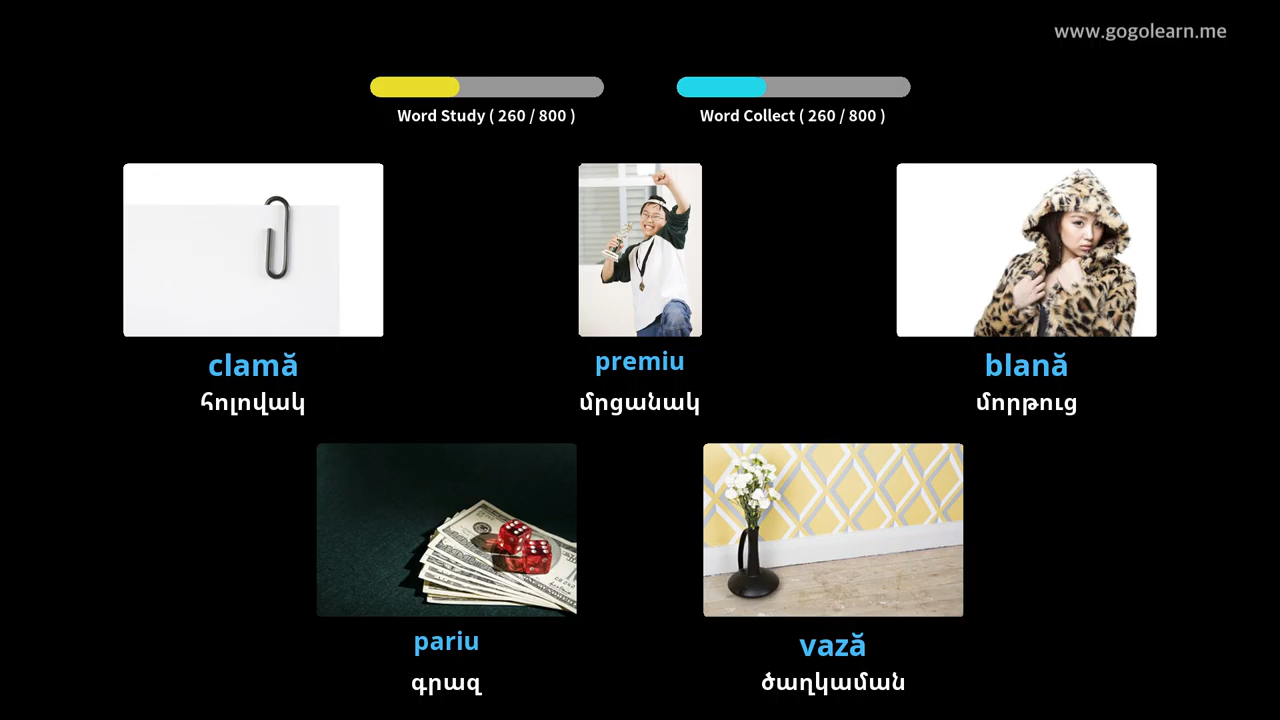 www.gogolearn.me
Word Study ( 260 / 800 )
Word Collect ( 260 / 800 )
clamă
հոլովակ
premiu
մրցանակ
blană
մորթուց
pariu
գրազ
vază
ծաղկաման